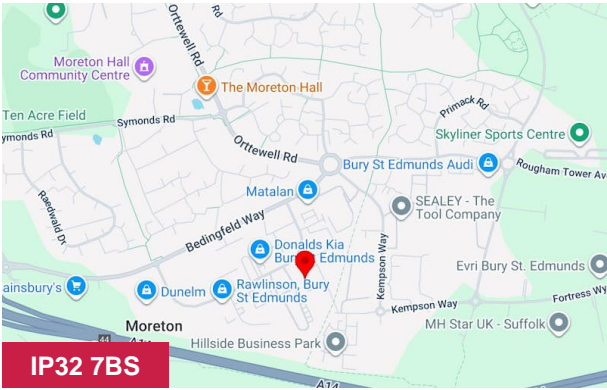 Orttewell Rd
Moreton Hall
Community Centre
The Moreton Hall
Ten Acre Field
Symonds Rd
ymonds Rd
Primack Rd
Skyliner Sports Centre
Orttewell Rd
Bury St Edmunds Audi
Rougham Tower Av
Matalan
Raedwald Dr
SEALEY - The
Tool Company
Bedingfeld Way
Kempson Way
Donalds Kia
Bury St Edmunds
Evri Bury St. Edmunds
ainsbury's
Dunelm
Rawlinson, Bury
St Edmunds
Fortress Wy
Kempson Way
Moreton
MH Star UK - Suffolk
44
A14
Hillside Business Park
IP32 7BS
A14